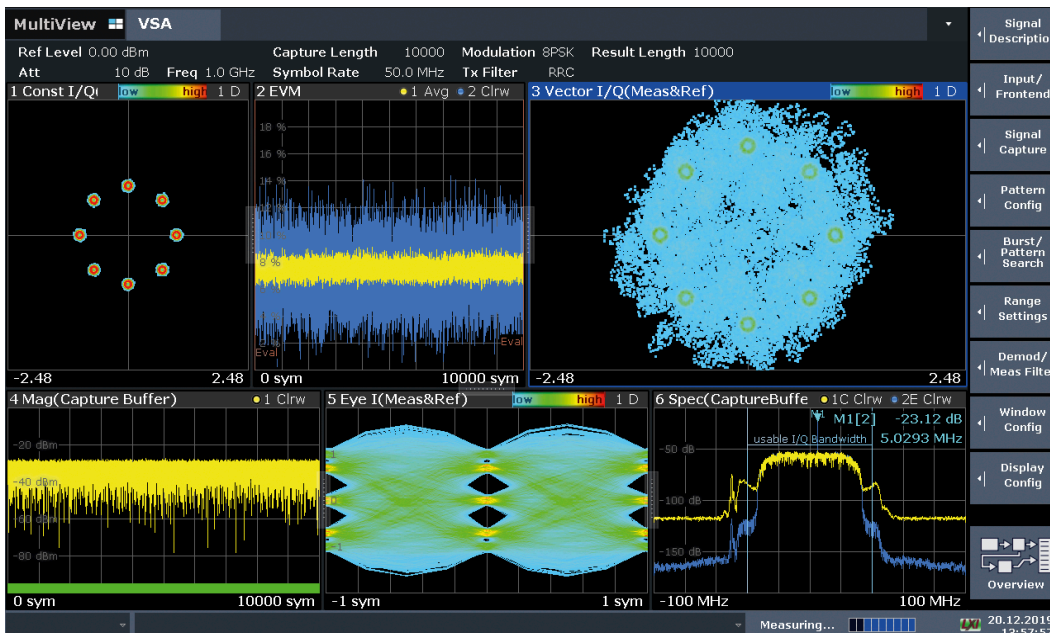 MultiView VSA
Ref Level 0.00 dBm Capture Length 10000 Modulation 8PSK Result Length 10000
Att 10 dB Freq 1.0 GHz Symbol Rate 50.0 MHz Tx Filter RRC
1 Const I/Q( low high 1 D
-2.48 2.48
2 EVM 1 Avg 2 Clrw
18 %
16 %
14 %
8 %
2 %
Eval Eval
0 sym 10000 sym
3 Vector I/Q(Meas&Ref) low high 1 D
-2.48 2.48
4 Mag(Capture Buffer) 1 Clrw
-20 dBm
-40 dBm
-60 dBm
-80 dBm
0 sym 10000 sym
5 Eye I(Meas&Ref) low high 1 D
1
-1
-1 sym 1 sym
6 Spec(CaptureBuffe 1C Clrw 2E Clrw
M1[2] -23.12 dB
usable I/Q Bandwidth 5.0293 MHz
-50 dB
-100 dB
-150 dB
-100 MHz 100 MHz
Signal
Descriptio
Input/
Frontend
Signal
Capture
Pattern
Config
Burst/
Pattern
Search
Range
Settings
Demod/
Meas Filte
Window
Config
Display
Config
Overview
Measuring...
20.12.2019